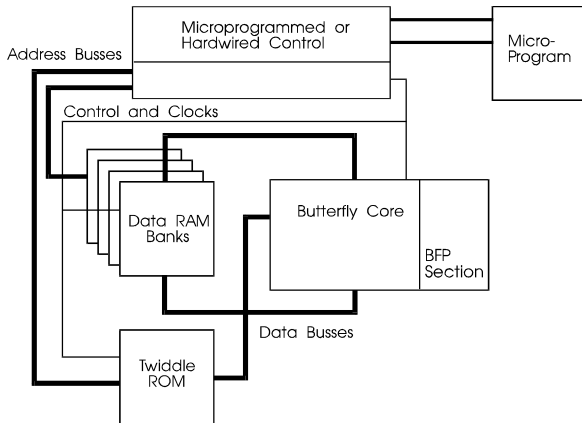 Microprogrammed or
Hardwired Control
Micro-
Program
Address Busses
Control and Clocks
Data RAM
Banks
Butterfly Core
BFP
Section
Data Busses
Twiddle
ROM